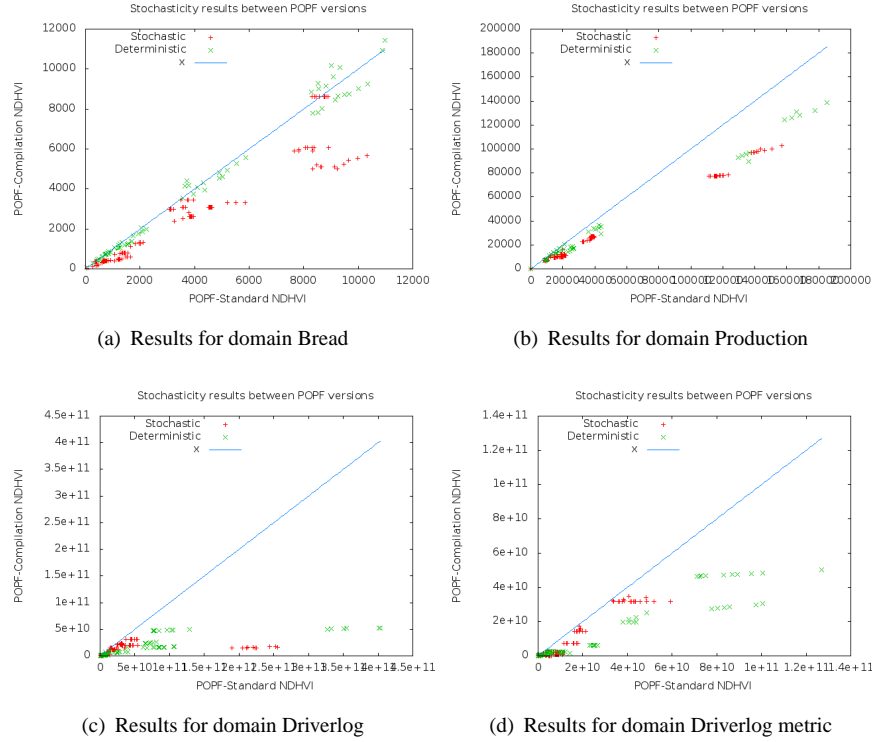 Stochasticity results between POPF versions
12000
10000
8000
6000
4000
2000
0
POPF-Compilation NDHVI
Stochastic
Deterministic
X
0 2000 4000 6000 8000 10000 12000
POPF-Standard NDHVI
(a) Results for domain Bread
Stochasticity results between POPF versions
200000
180000
160000
140000
120000
100000
80000
60000
40000
20000
0
POPF-Compilation NDHVI
Stochastic
Deterministic
X
0 20000 40000 60000 80000 100000 120000 140000 160000 180000 200000
POPF-Standard NDHVI
(b) Results for domain Production
Stochasticity results between POPF versions
4.5e+11
4e+11
3.5e+11
3e+11
2.5e+11
2e+11
1.5e+11
1e+11
5e+10
0
POPF-Compilation NDHVI
Stochastic
Deterministic
X
0 5e+10 1e+11 1.5e+11 2e+11 2.5e+11 3e+11 3.5e+11 4e+11 4.5e+11
POPF-Standard NDHVI
(c) Results for domain Driverlog
Stochasticity results between POPF versions
1.4e+11
1.2e+11
1e+11
8e+10
6e+10
4e+10
2e+10
0
POPF-Compilation NDHVI
Stochastic
Deterministic
X
0 2e+10 4e+10 6e+10 8e+10 1e+11 1.2e+11 1.4e+11
POPF-Standard NDHVI
(d) Results for domain Driverlog metric